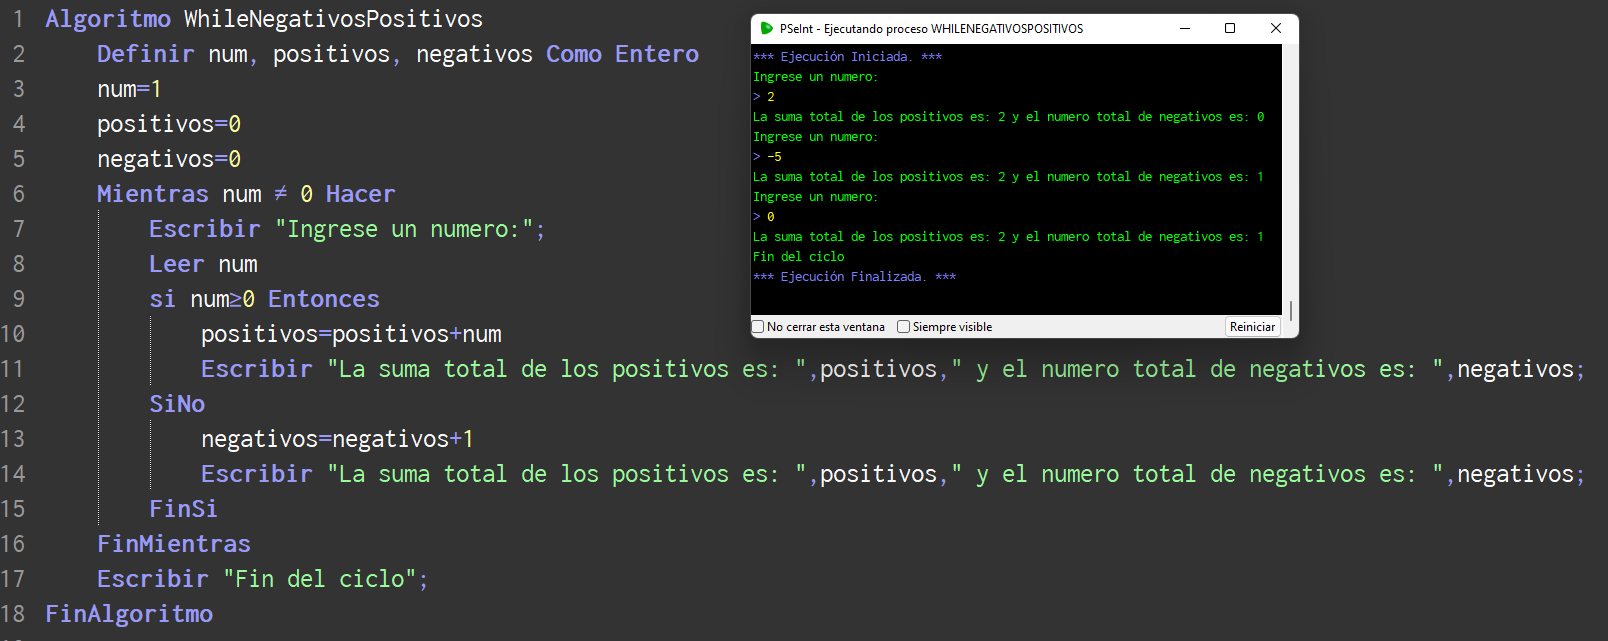 1 Algoritmo WhileNegativosPositivos
2 Definir num, positivos, negativos Como Entero
3 num=1
4 positivos=0
5 negativos=0
6 Mientras num ≠ 0 Hacer
7 Escribir "Ingrese un numero:";
8 Leer num
9 si num≥0 Entonces
10 positivos=positivos+num
11 Escribir "La suma total de los positivos es: ",positivos," y el numero total de negativos es: ",negativos;
12 SiNo
13 negativos=negativos+1
14 Escribir "La suma total de los positivos es: ",positivos," y el numero total de negativos es: ",negativos;
15 FinSi
16 FinMientras
17 Escribir "Fin del ciclo";
18 FinAlgoritmo
PSeInt - Ejecutando proceso WHILENEGATIVOSPOSITIVOS
*** Ejecución Iniciada. ***
Ingrese un numero:
> 2
La suma total de los positivos es: 2 y el numero total de negativos es: 0
Ingrese un numero:
> -5
La suma total de los positivos es: 2 y el numero total de negativos es: 1
Ingrese un numero:
> 0
La suma total de los positivos es: 2 y el numero total de negativos es: 1
Fin del ciclo
*** Ejecución Finalizada. ***
No cerrar esta ventana Siempre visible Reiniciar